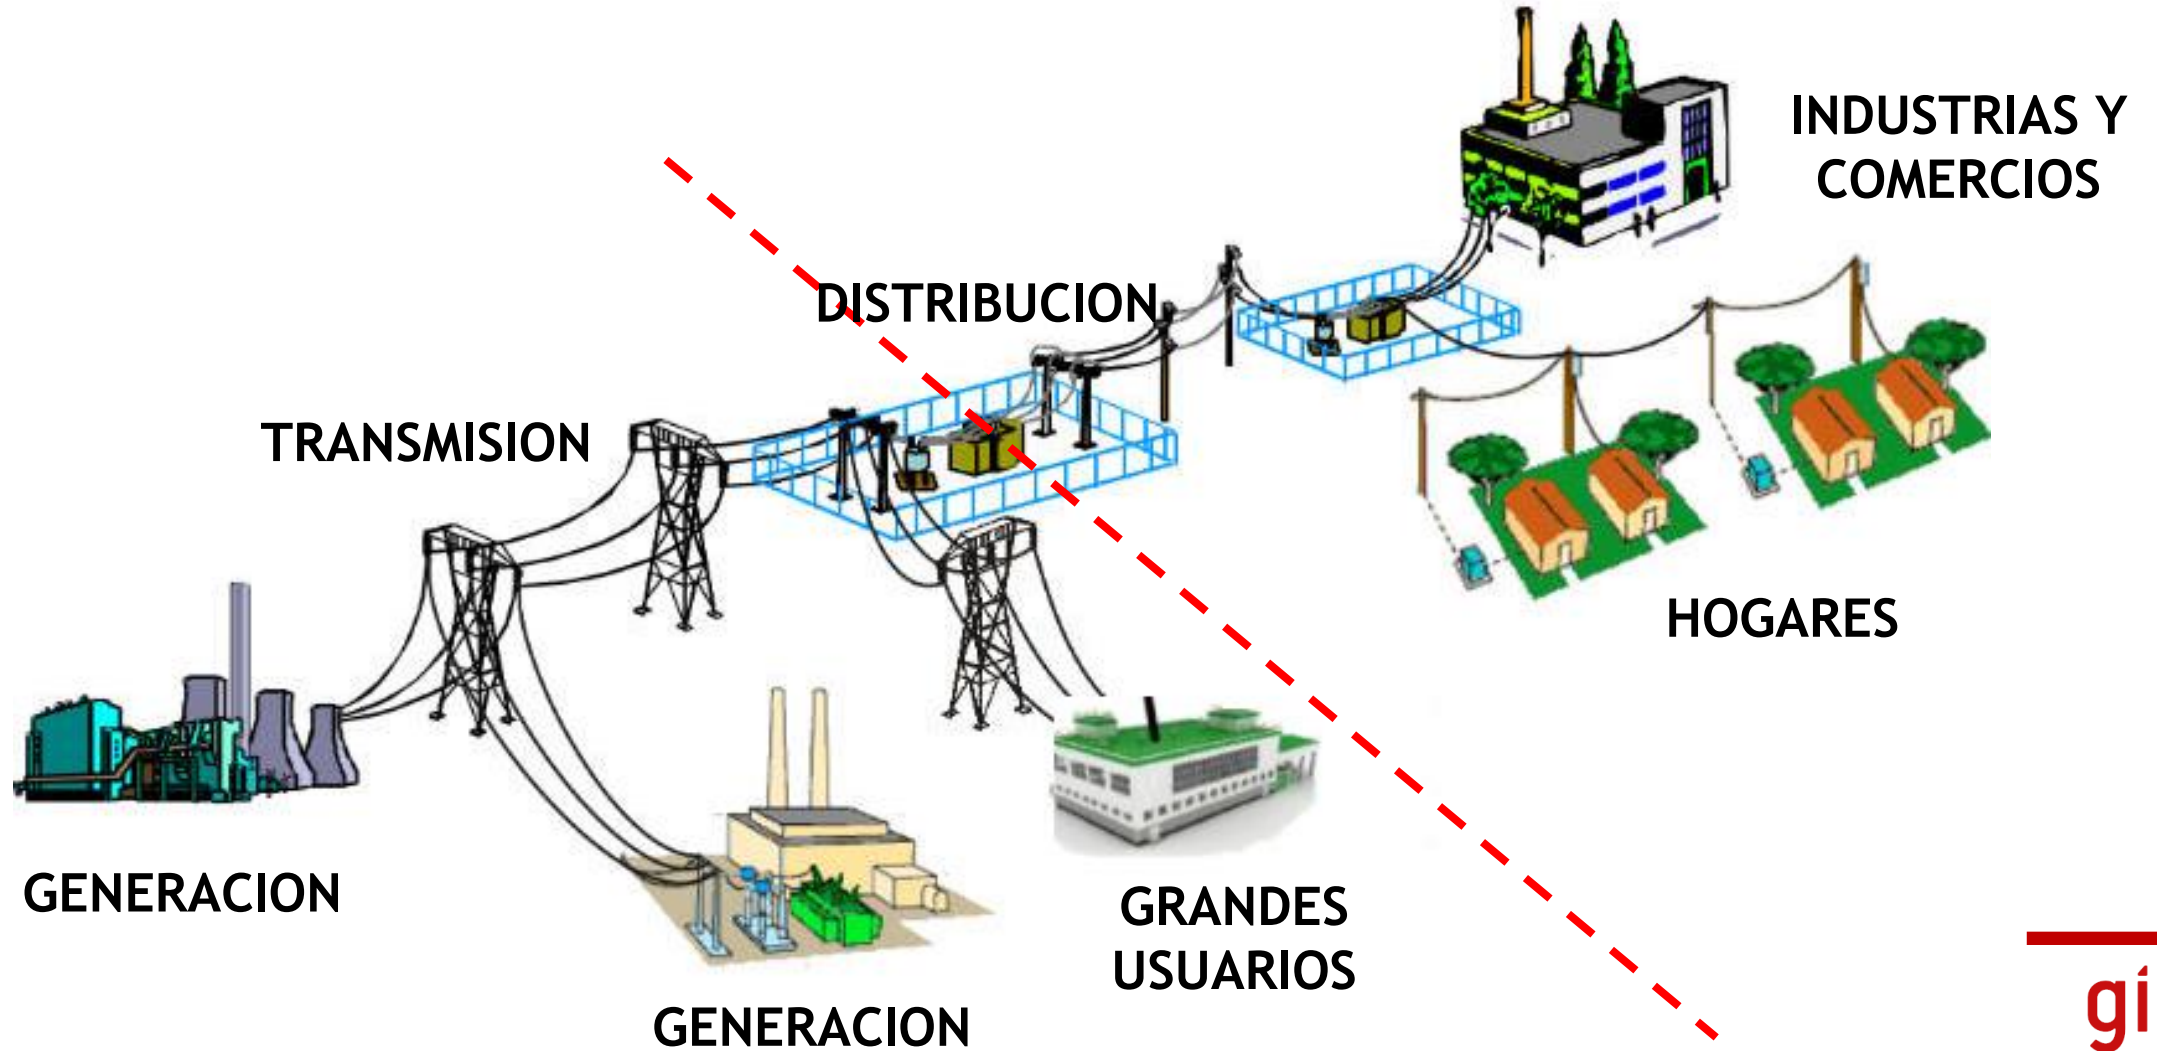 INDUSTRIAS Y
COMERCIOS
DISTRIBUCION
TRANSMISION
HOGARES
GENERACION
GRANDES
USUARIOS
GENERACION
gi